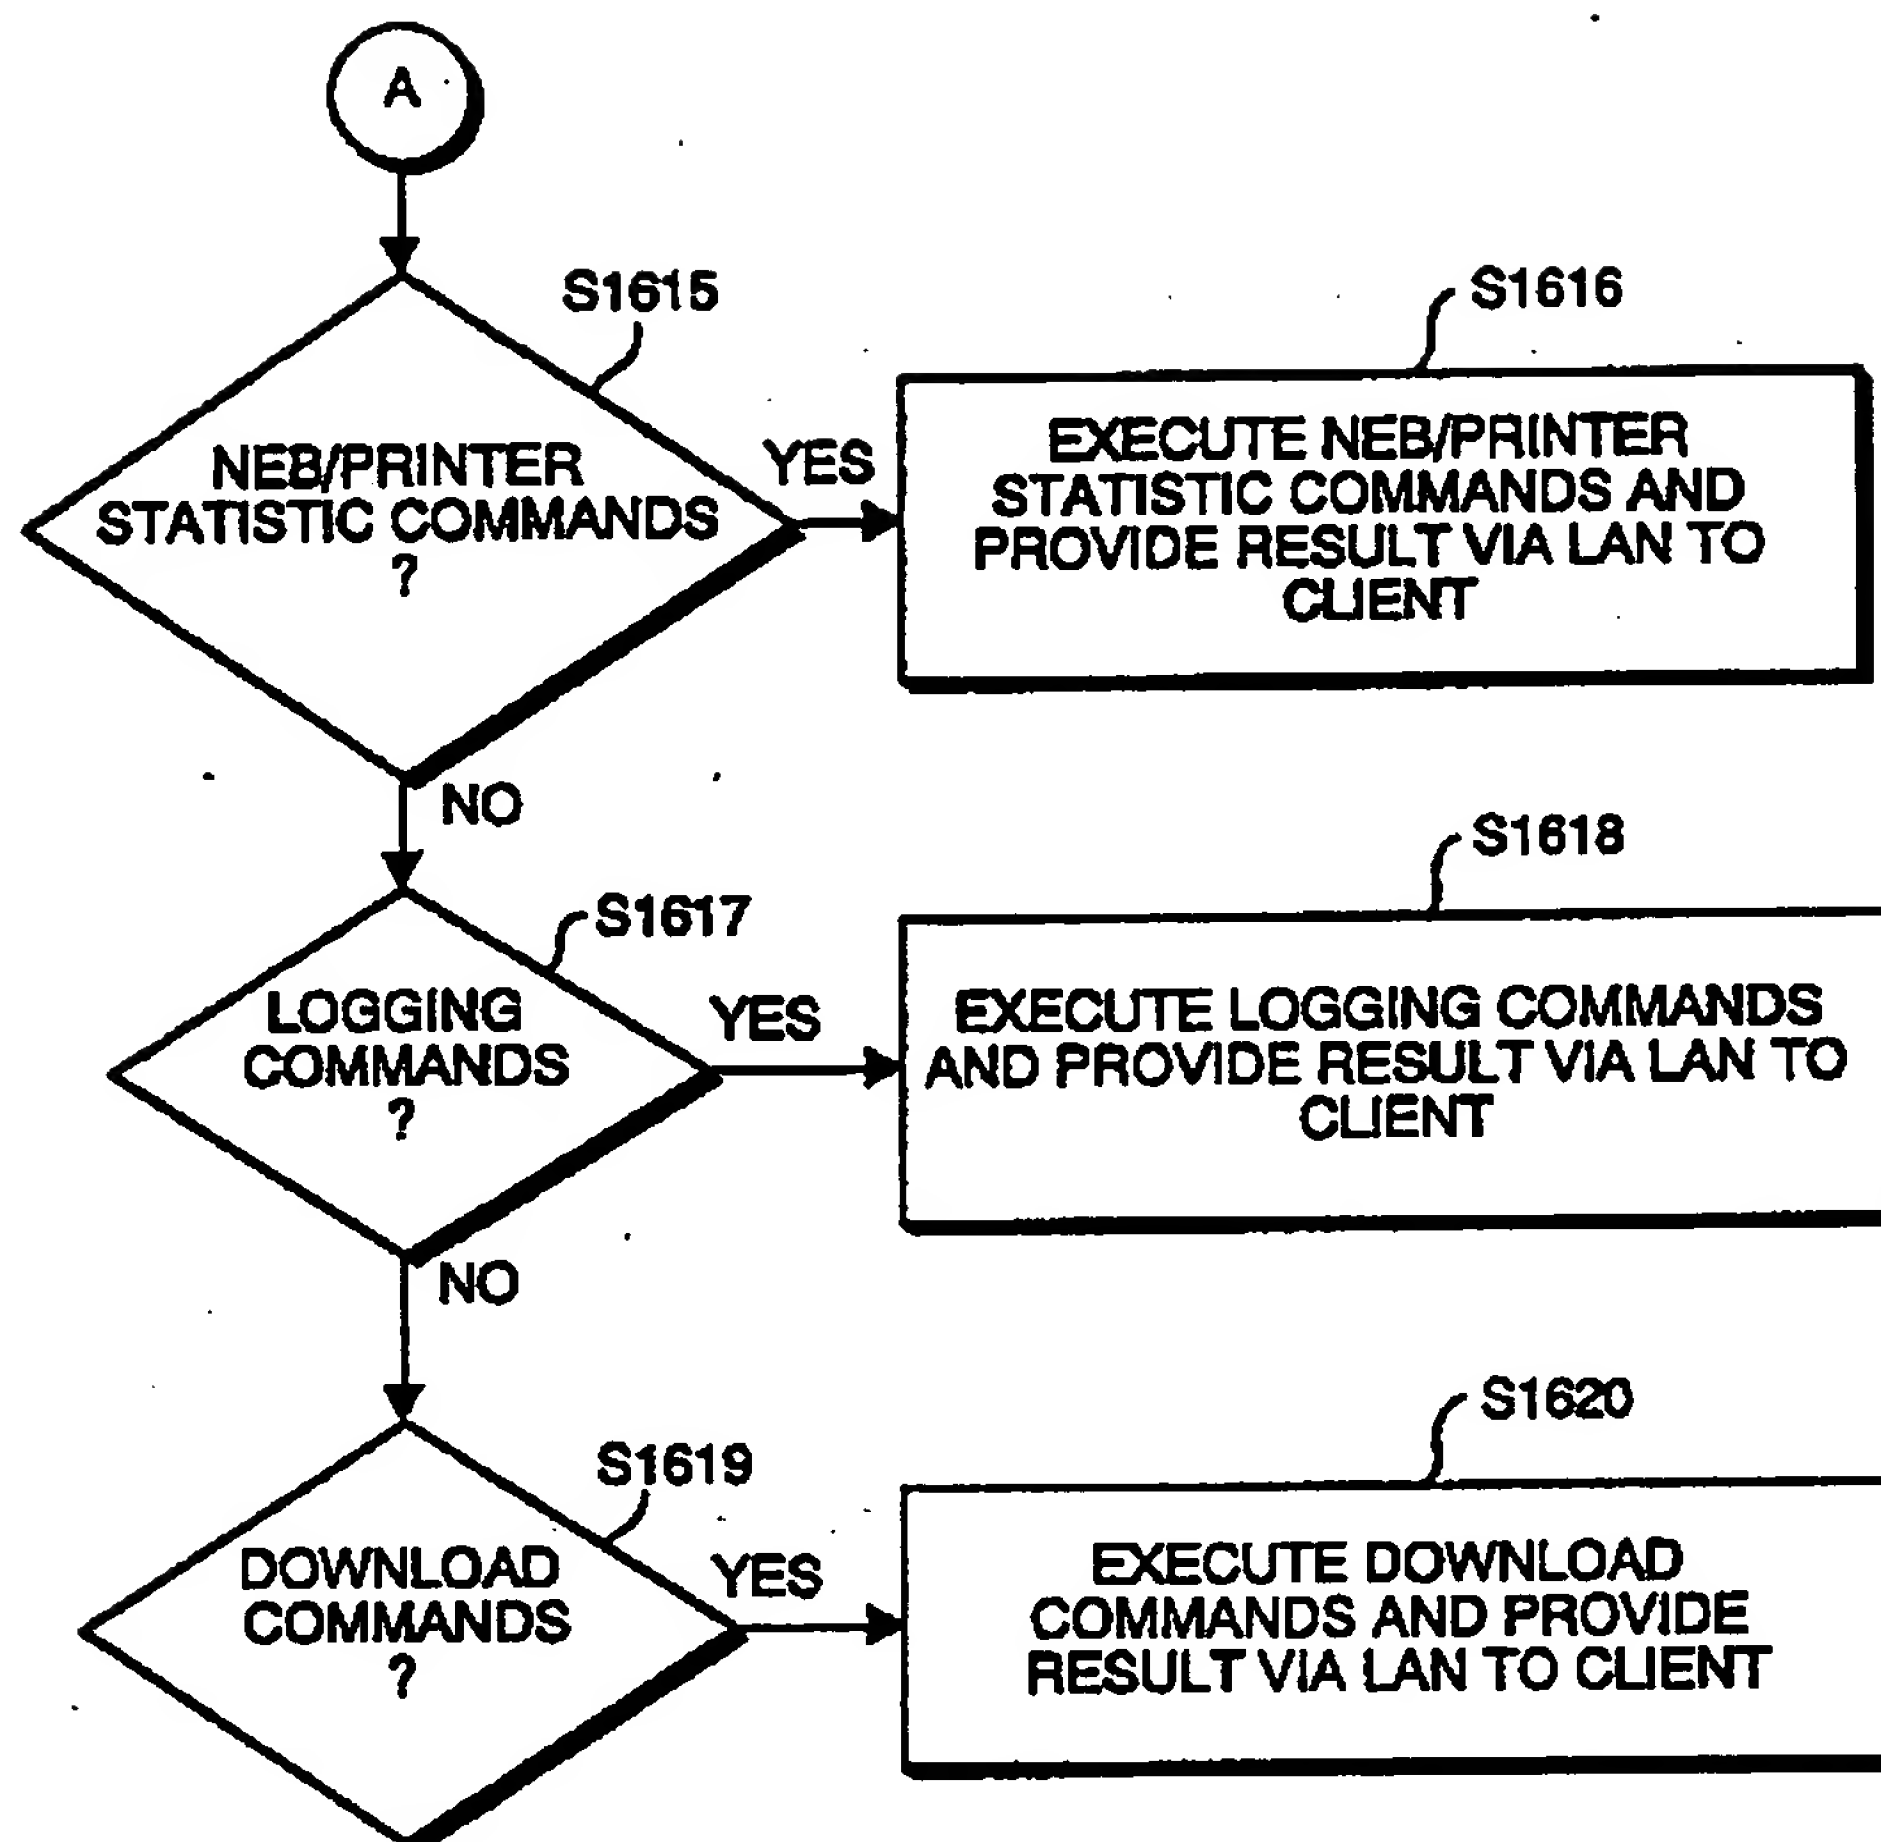 A
S1615
NEB/PRINTER
STATISTIC COMMANDS
?
YES
S1616
EXECUTE NEB/PRINTER
STATISTIC COMMANDS AND
PROVIDE RESULT VIA LAN TO
CLIENT
NO
S1617
LOGGING
COMMANDS
?
YES
S1618
EXECUTE LOGGING COMMANDS
AND PROVIDE RESULT VIA LAN TO
CLIENT
NO
S1619
DOWNLOAD
COMMANDS
?
YES
S1620
EXECUTE DOWNLOAD
COMMANDS AND PROVIDE
RESULT VIA LAN TO CLIENT